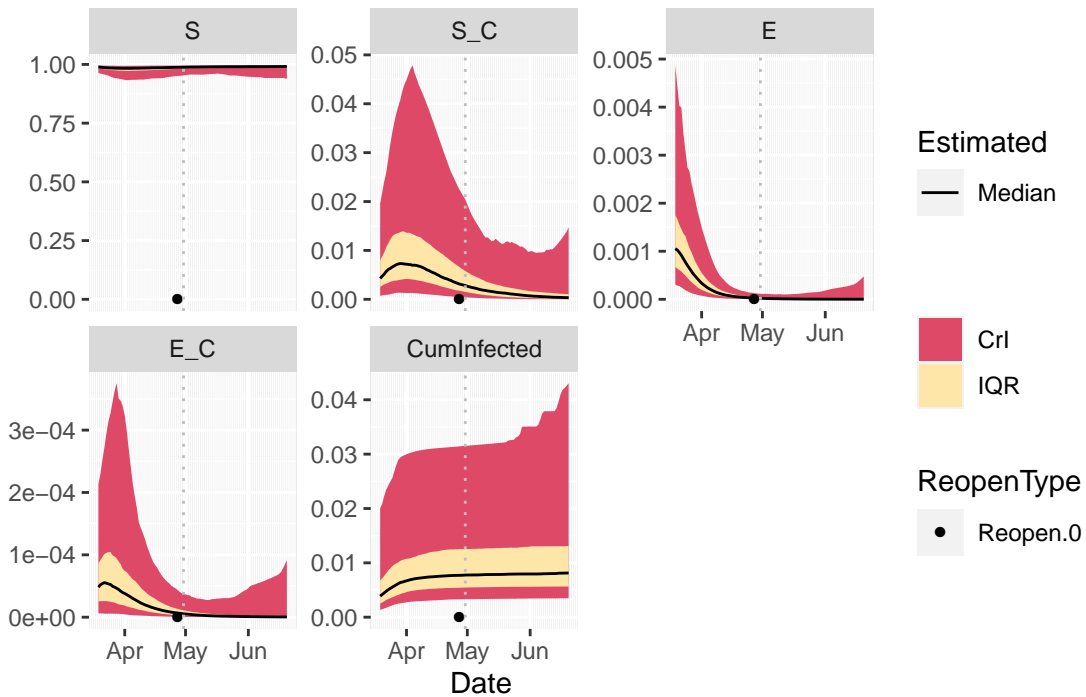 S
S_C
E
1.00
0.75
0.50
0.25
0.00
0.05
0.04
0.03
0.02
0.01
0.00
0.005
0.004
0.003
0.002
0.001
0.000
Apr May Jun
E_C
CumInfected
3e−04
2e−04
1e−04
0e+00
0.04
0.03
0.02
0.01
0.00
Apr May Jun
Apr May Jun
Date
Estimated
Median
CrI
IQR
ReopenType
Reopen.0